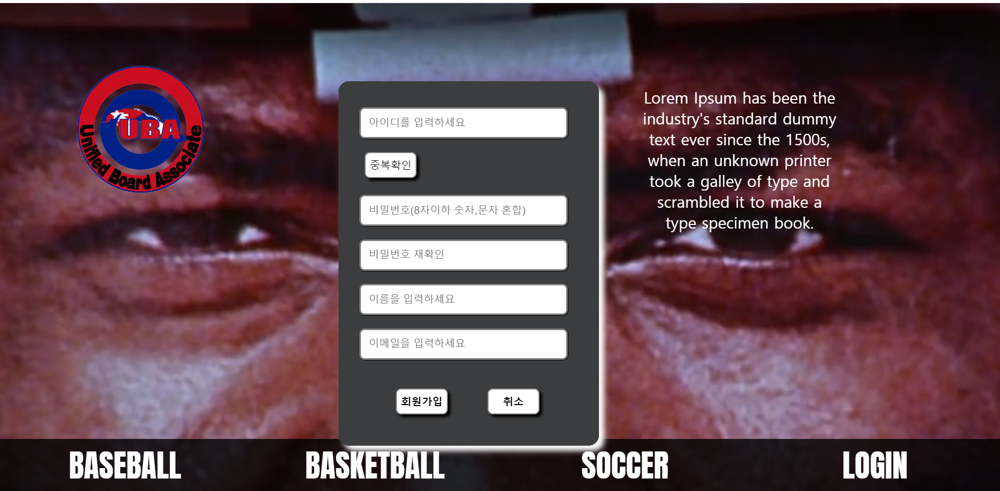 UBA
Unified Board Associate
아이디를 입력하세요
중복확인
비밀번호(8자이하 숫자,문자 혼합)
비밀번호 재확인
이름을 입력하세요
이메일을 입력하세요
회원가입
취소
Lorem Ipsum has been the
industry's standard dummy
text ever since the 1500s,
when an unknown printer
took a galley of type and
scrambled it to make a
type specimen book.
BASEBALL
BASKETBALL
SOCCER
LOGIN